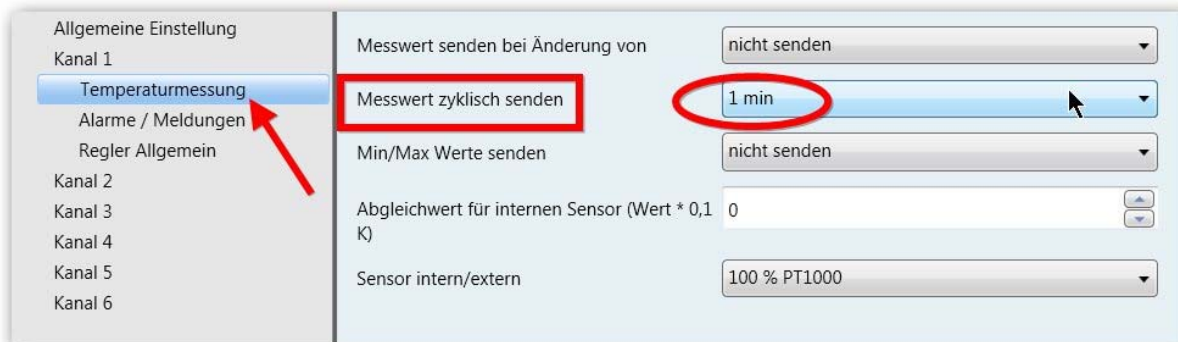 Allgemeine Einstellung
Kanal 1
Temperaturmessung
Alarme / Meldungen
Regler Allgemein
Kanal 2
Kanal 3
Kanal 4
Kanal 5
Kanal 6
Messwert senden bei Änderung von
nicht senden
Messwert zyklisch senden
1 min
Min/Max Werte senden
nicht senden
Abgleichwert für internen Sensor (Wert * 0,1
K)
0
Sensor intern/extern
100 % PT1000